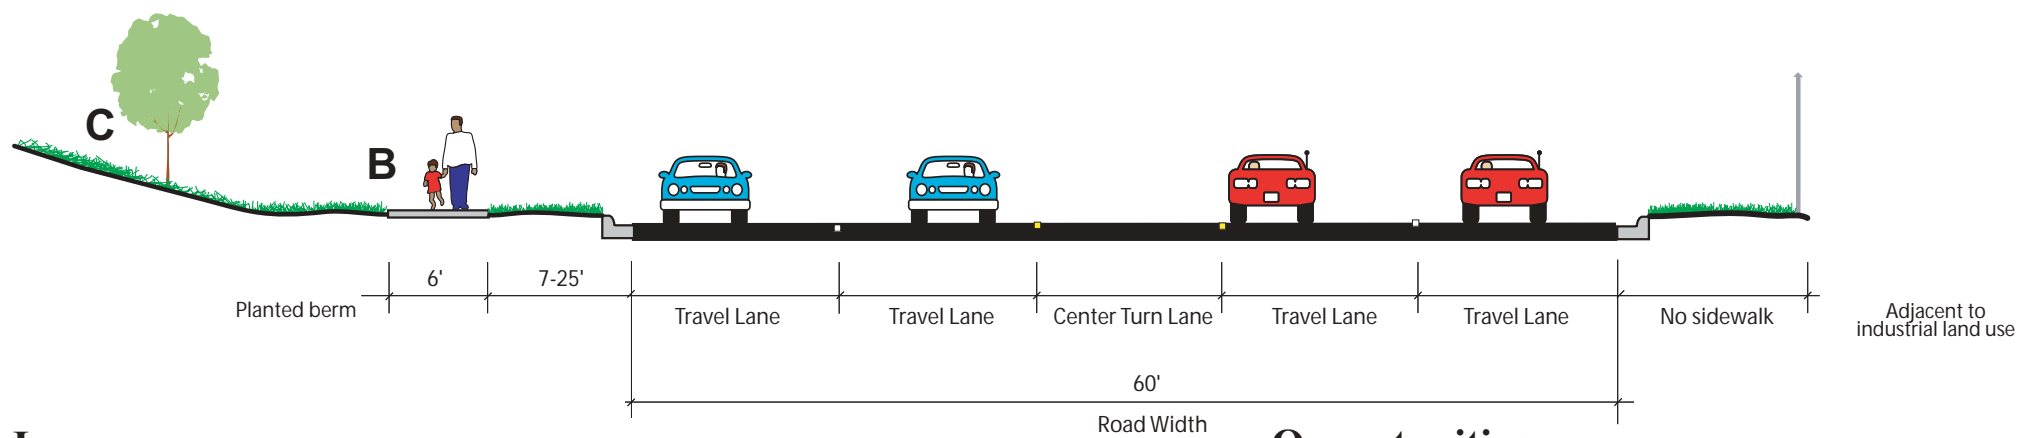 C
B
6'
7-25'
Planted berm
Travel Lane
Travel Lane
Center Turn Lane
Travel Lane
Travel Lane
No sidewalk
Adjacent to
industrial land use
60'
Road Width